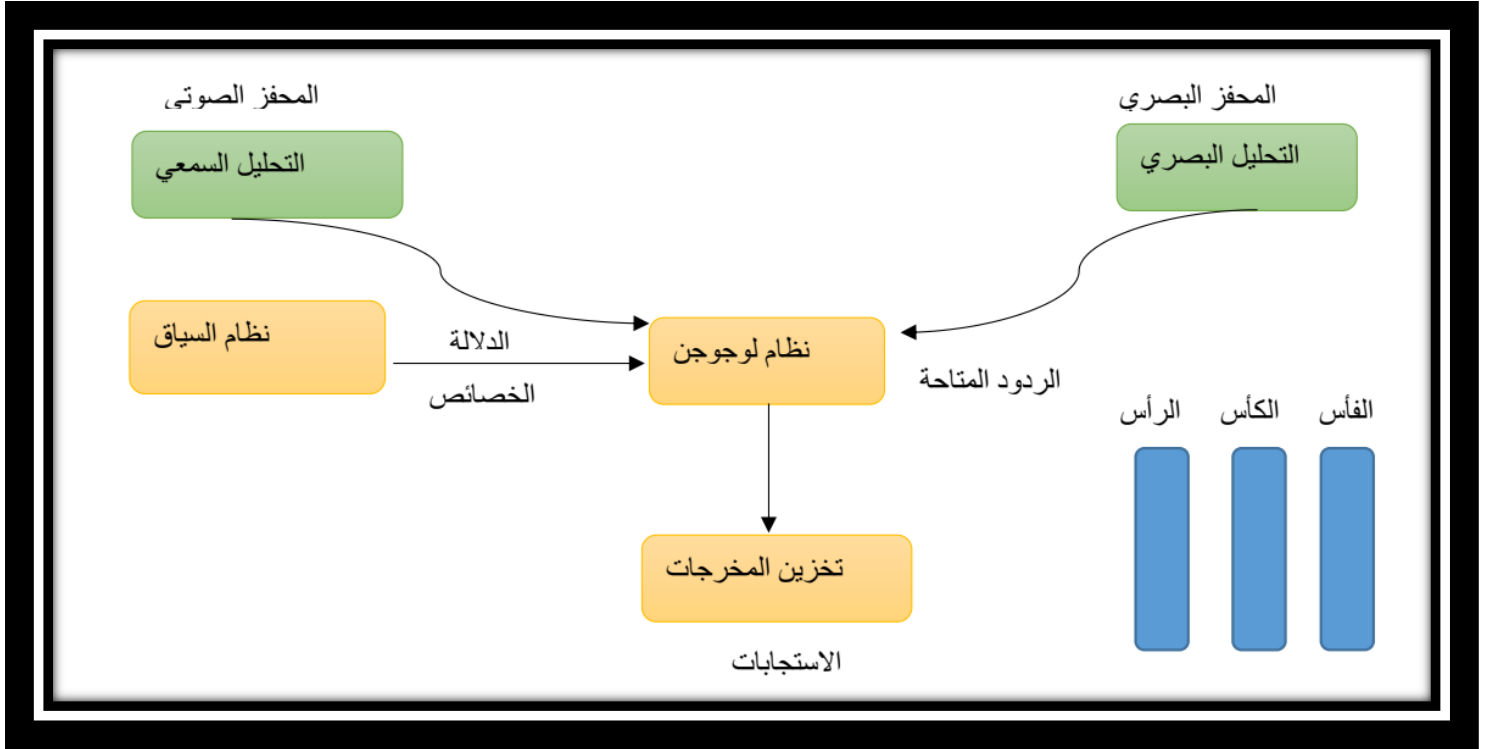 المحفز البصري
المحفز الصوتي
التحليل البصري
التحليل السمعي
نظام السياق
الدلالة
الخصائص
نظام لوجوجن
الردود المتاحة
الفأس
الكأس
الرأس
تخزين المخرجات
الاستجابات